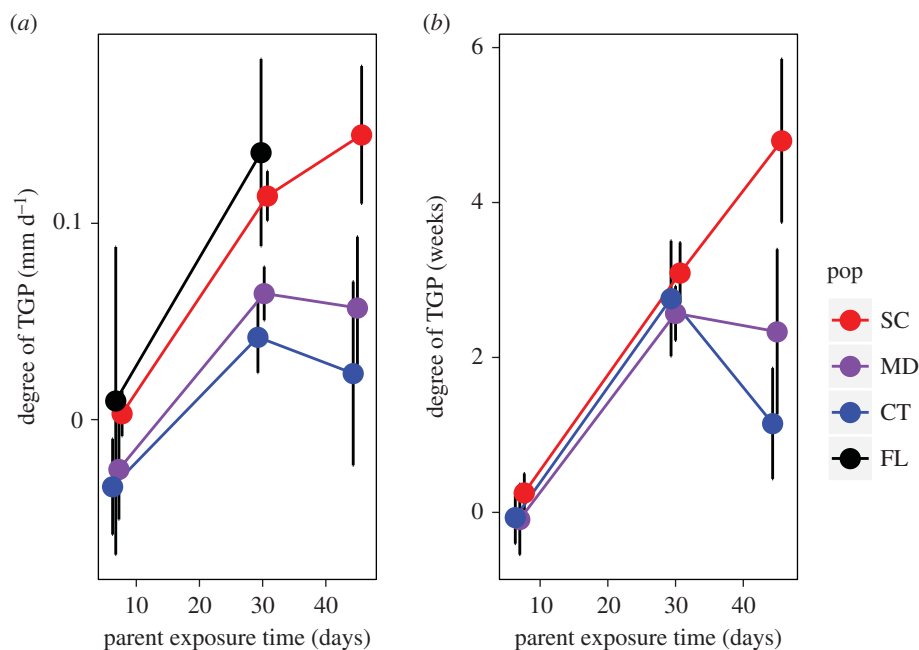 (a)
degree of TGP (mm d⁻¹)
0.1
0
10 20 30 40
parent exposure time (days)
(b)
degree of TGP (weeks)
6
4
2
0
10 20 30 40
parent exposure time (days)
pop
SC
MD
CT
FL